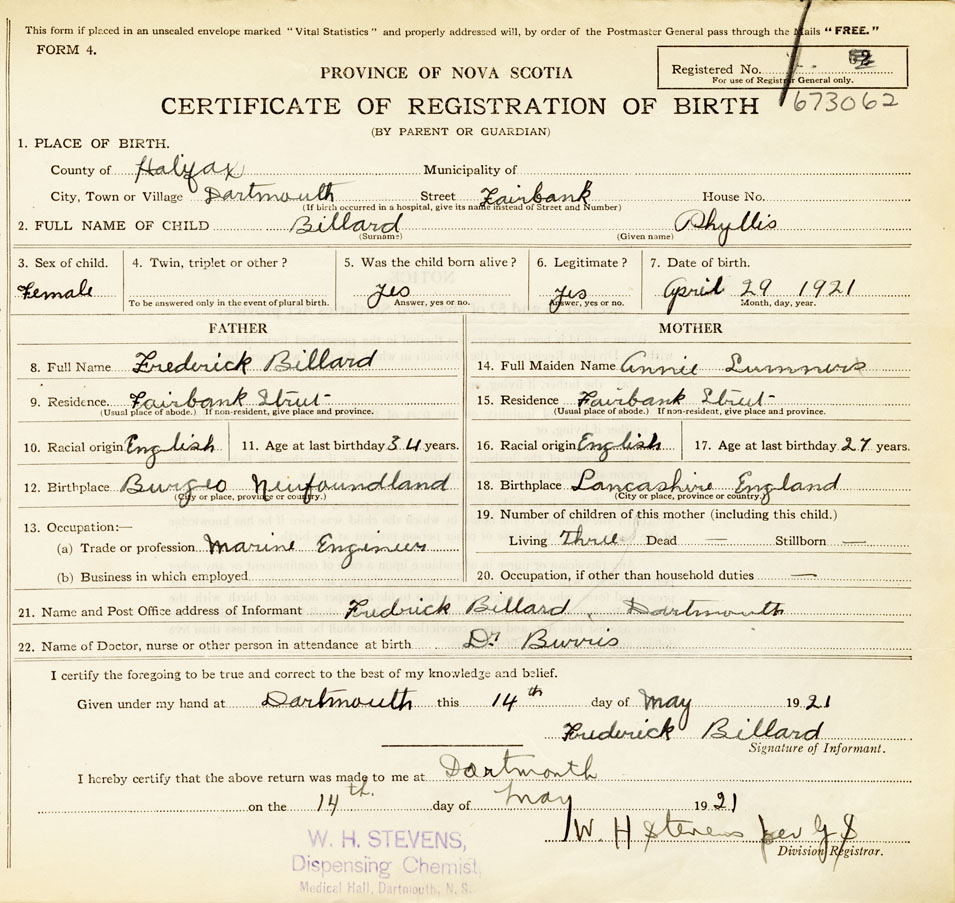 This form if placed in an unsealed envelope marked "Vital Statistics" and properly addressed will, by order of the Postmaster General pass through the Mails "FREE."
FORM 4.
Registered No.
For use of Registrar General only.
PROVINCE OF NOVA SCOTIA
CERTIFICATE OF REGISTRATION OF BIRTH
673062
(BY PARENT OR GUARDIAN)
1. PLACE OF BIRTH.
County of Halifax Municipality of
City, Town or Village Dartmouth Street Fairbank House No.
(If birth occurred in a hospital, give its name instead of Street and Number)
2. FULL NAME OF CHILD Billard Phyllis
(Surname) (Given name)
3. Sex of child. 4. Twin, triplet or other? 5. Was the child born alive? 6. Legitimate? 7. Date of birth.
Female yes yes April 29 1921
To be answered only in the event of plural birth. Answer, yes or no. Answer, yes or no. Month, day, year.
FATHER MOTHER
8. Full Name Frederick Billard 14. Full Maiden Name Annie
9. Residence Fairbank Street 15. Residence Fairbank Street
(Usual place of abode.) If non-resident, give place and province. (Usual place of abode.) If non-resident, give place and province.
10. Racial origin English 11. Age at last birthday 34 years. 16. Racial origin English 17. Age at last birthday 27 years.
12. Birthplace Burgeo Newfoundland 18. Birthplace Lancashire England
(City or place, province or country.) (City or place, province or country.)
13. Occupation:— 19. Number of children of this mother (including this child.)
(a) Trade or profession Marine Engineer Living Three Dead — Stillborn —
(b) Business in which employed 20. Occupation, if other than household duties —
21. Name and Post Office address of Informant Fredrick Billard, Dartmouth
22. Name of Doctor, nurse or other person in attendance at birth Dr Burris
I certify the foregoing to be true and correct to the best of my knowledge and belief.
Given under my hand at Dartmouth this 14th day of May 1921
Frederick Billard
Signature of Informant.
I hereby certify that the above return was made to me at Dartmouth
on the 14th. day of May 1921
W. H Stevens per G S
Division Registrar.
W. H. STEVENS,
Dispensing Chemist,
Medical Hall, Dartmouth, N. S.